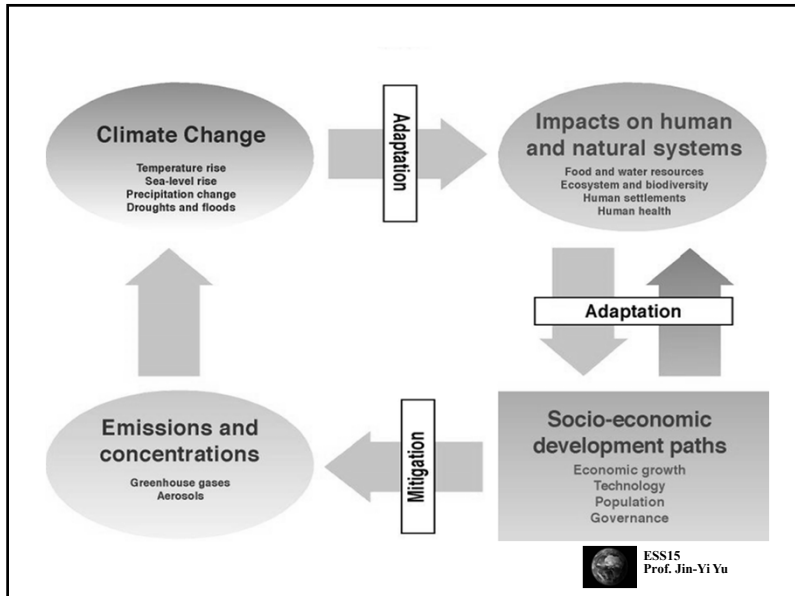 Climate Change
Temperature rise
Sea-level rise
Precipitation change
Droughts and floods
Adaptation
Impacts on human
and natural systems
Food and water resources
Ecosystem and biodiversity
Human settlements
Human health
Adaptation
Emissions and
concentrations
Greenhouse gases
Aerosols
Mitigation
Socio-economic
development paths
Economic growth
Technology
Population
Governance
ESS15
Prof. Jin-Yi Yu